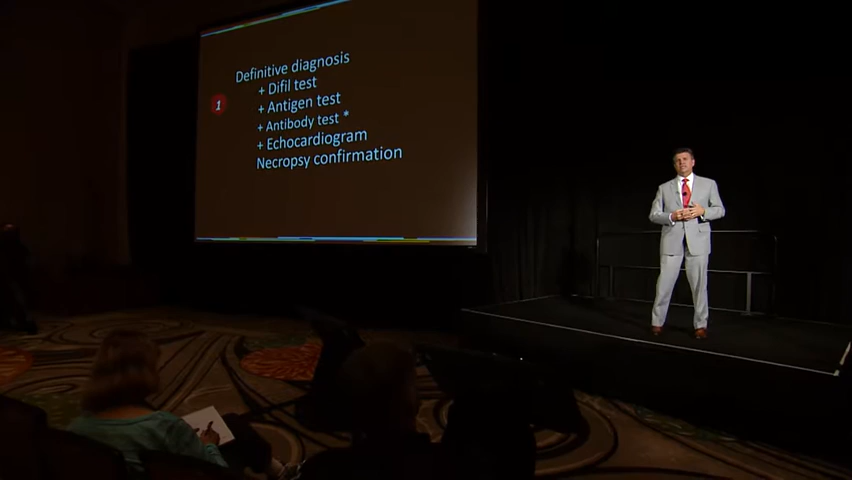 Definitive diagnosis
+ Difil test
+ Antigen test
+ Antibody test *
+ Echocardiogram
Necropsy confirmation
1